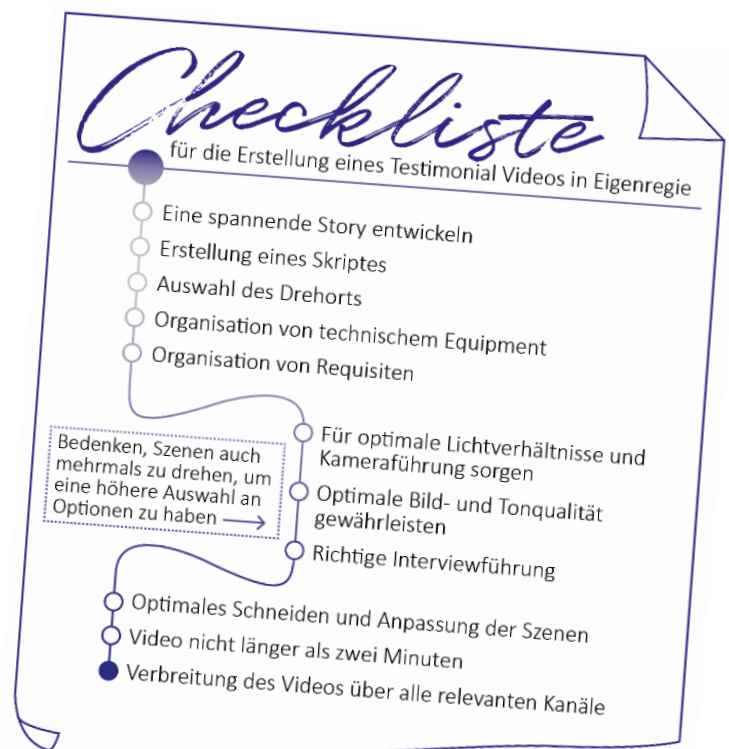 Checkliste
für die Erstellung eines Testimonial Videos in Eigenregie
Eine spannende Story entwickeln
Erstellung eines Skriptes
Auswahl des Drehorts
Organisation von technischem Equipment
Organisation von Requisiten
Für optimale Lichtverhältnisse und
Kameraführung sorgen
Bedenken, Szenen auch
mehrmals zu drehen, um
eine höhere Auswahl an
Optionen zu haben
Optimale Bild- und Tonqualität
gewährleisten
Richtige Interviewführung
Optimales Schneiden und Anpassung der Szenen
Video nicht länger als zwei Minuten
Verbreitung des Videos über alle relevanten Kanäle